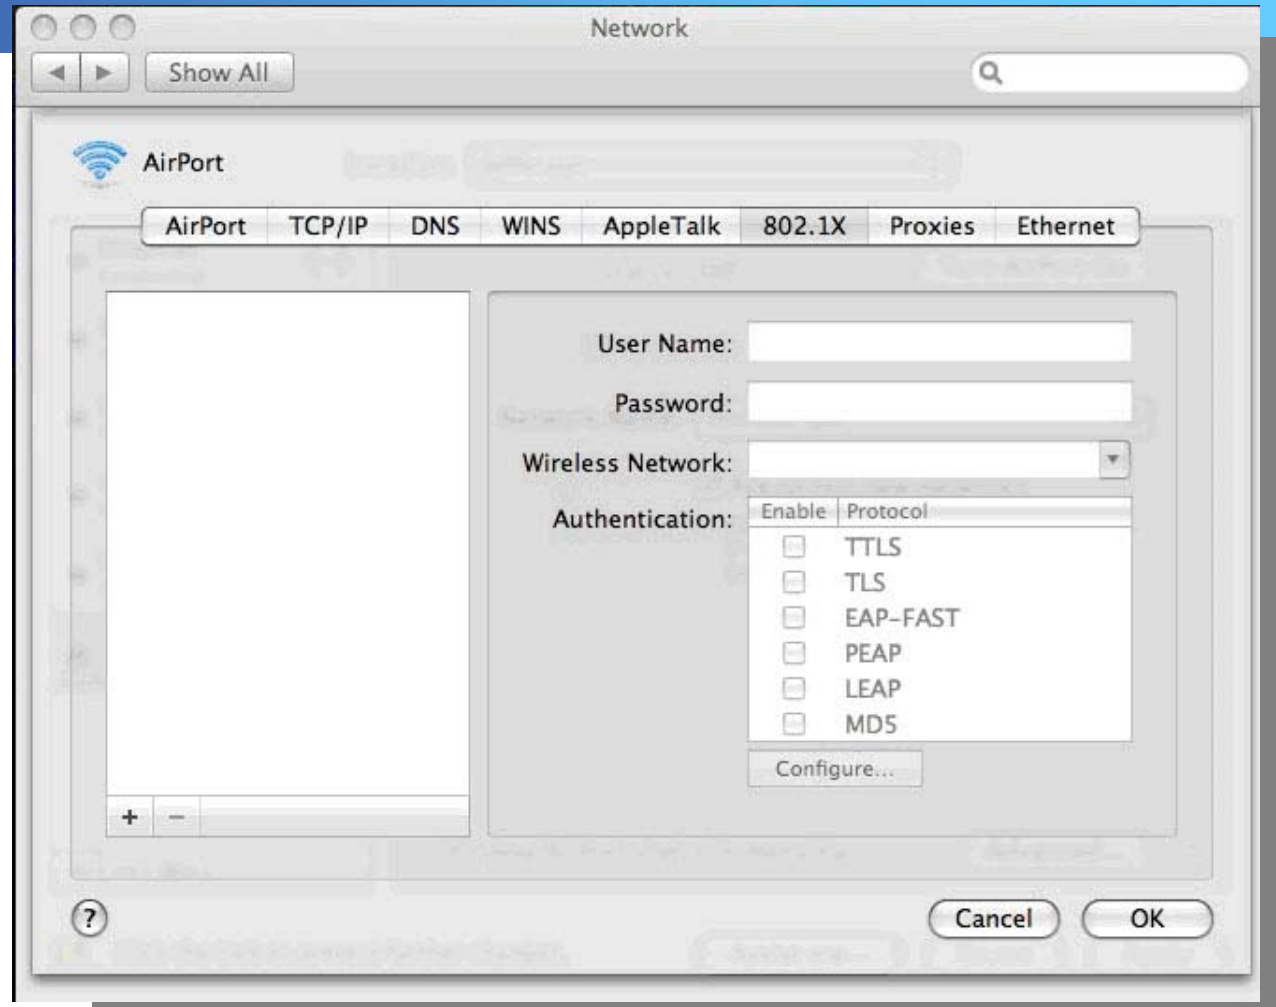 Network
Show All
AirPort
AirPort TCP/IP DNS WINS AppleTalk 802.1X Proxies Ethernet
User Name:
Password:
Wireless Network:
Authentication:
Enable Protocol
TTLS
TLS
EAP-FAST
PEAP
LEAP
MD5
Configure...
+ −
? Cancel OK